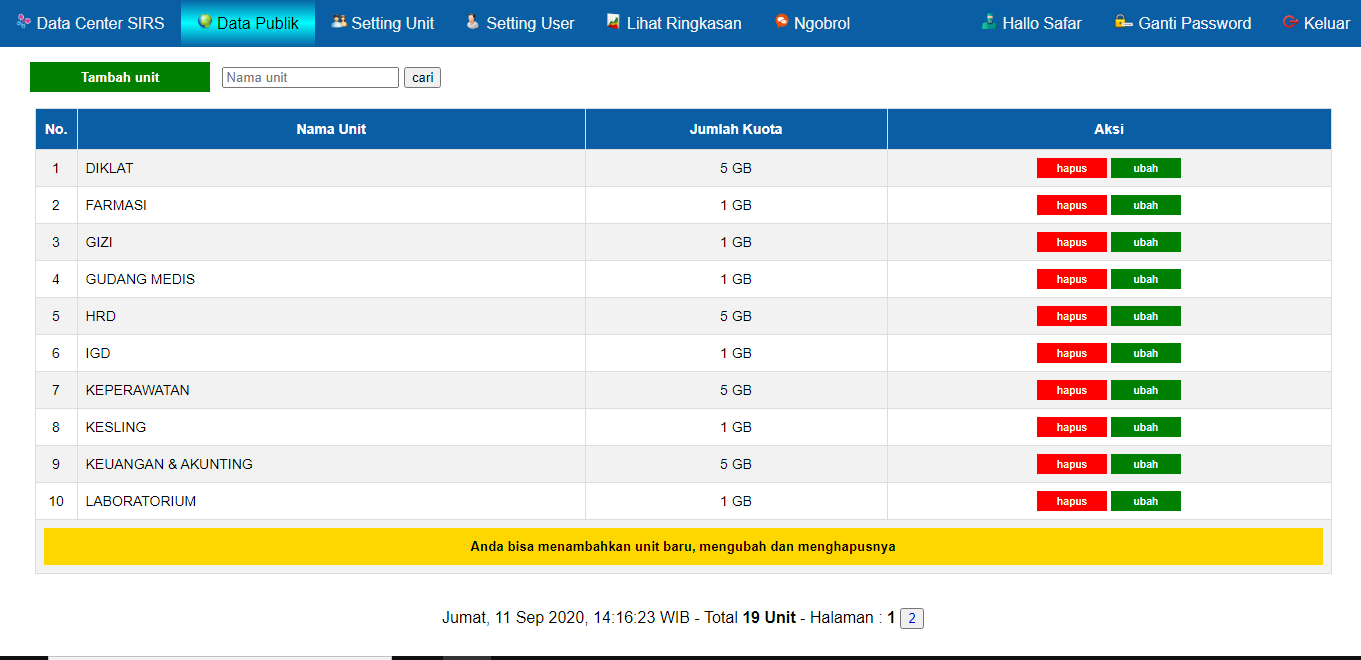 Data Center SIRS Data Publik Setting Unit Setting User Lihat Ringkasan Ngobrol Hallo Safar Ganti Password Keluar
Tambah unit Nama unit cari
No. Nama Unit Jumlah Kuota Aksi
1 DIKLAT 5 GB hapus ubah
2 FARMASI 1 GB hapus ubah
3 GIZI 1 GB hapus ubah
4 GUDANG MEDIS 1 GB hapus ubah
5 HRD 5 GB hapus ubah
6 IGD 1 GB hapus ubah
7 KEPERAWATAN 5 GB hapus ubah
8 KESLING 1 GB hapus ubah
9 KEUANGAN & AKUNTING 5 GB hapus ubah
10 LABORATORIUM 1 GB hapus ubah
Anda bisa menambahkan unit baru, mengubah dan menghapusnya
Jumat, 11 Sep 2020, 14:16:23 WIB - Total 19 Unit - Halaman : 1 2